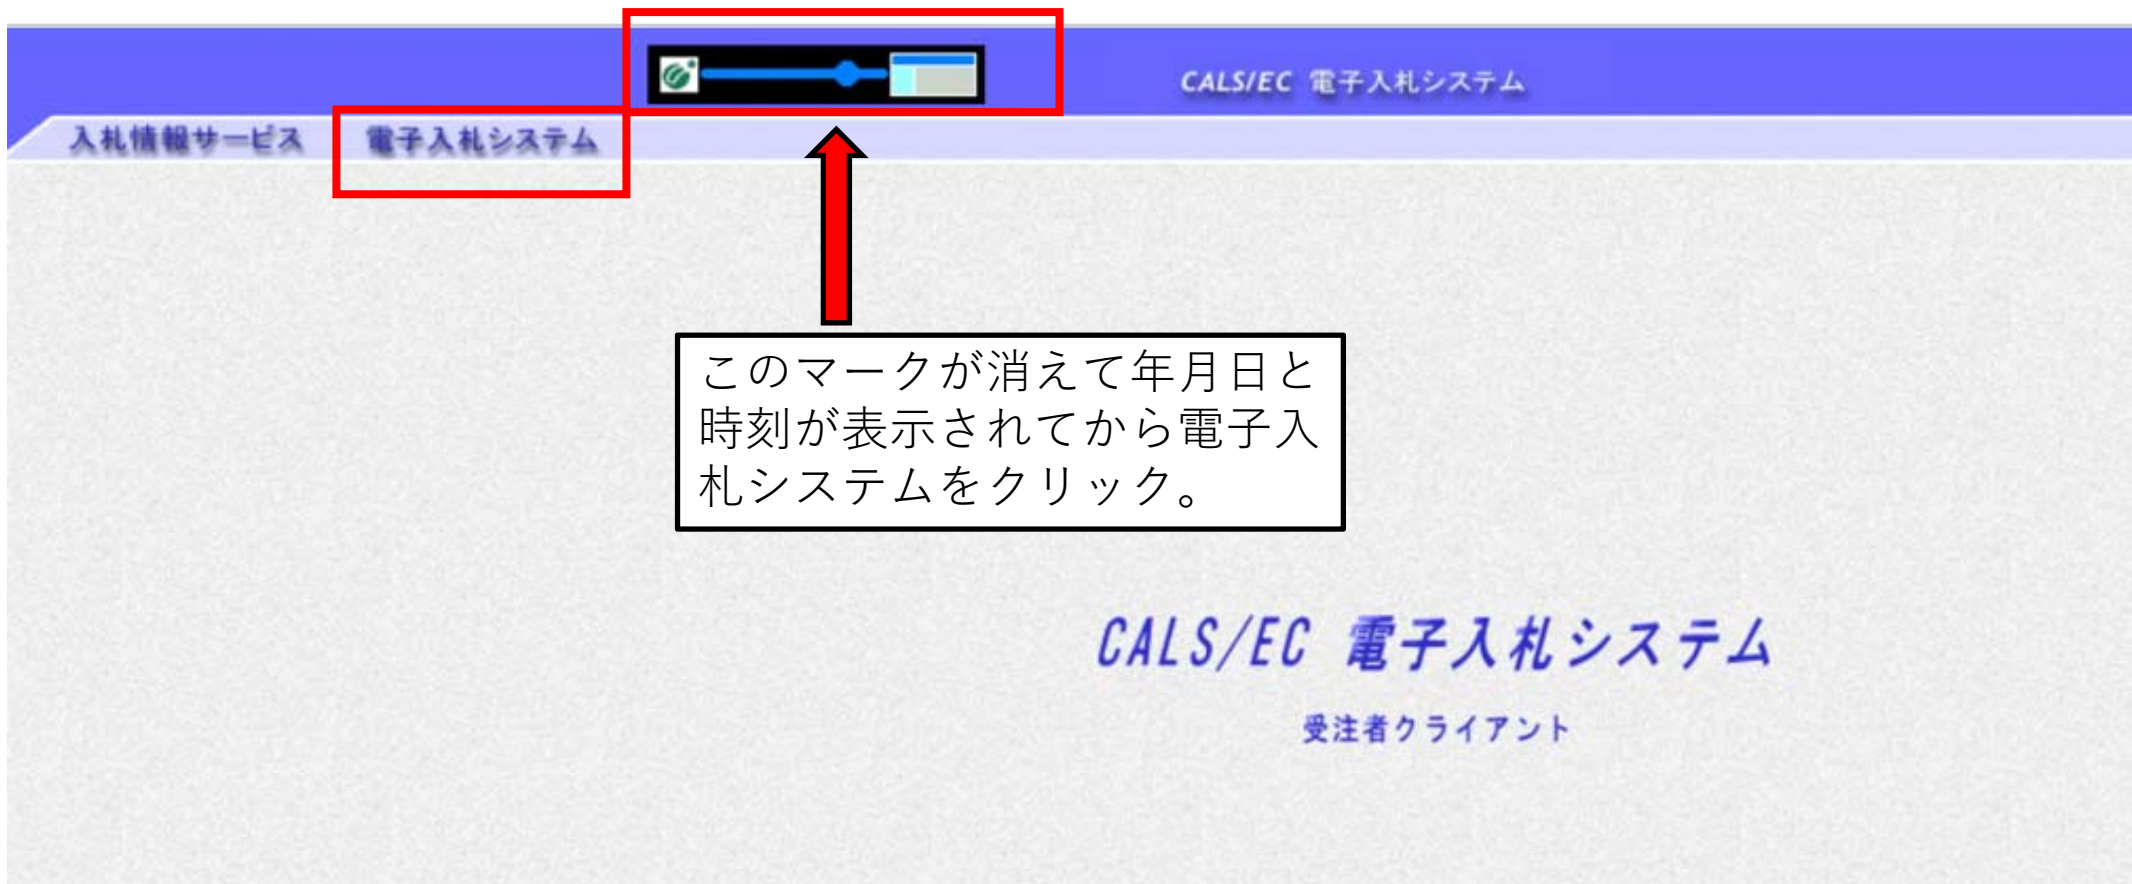 CALS/EC 電子入札システム
入札情報サービス 電子入札システム
このマークが消えて年月日と
時刻が表示されてから電子入
札システムをクリック。
CALS/EC 電子入札システム
受注者クライアント